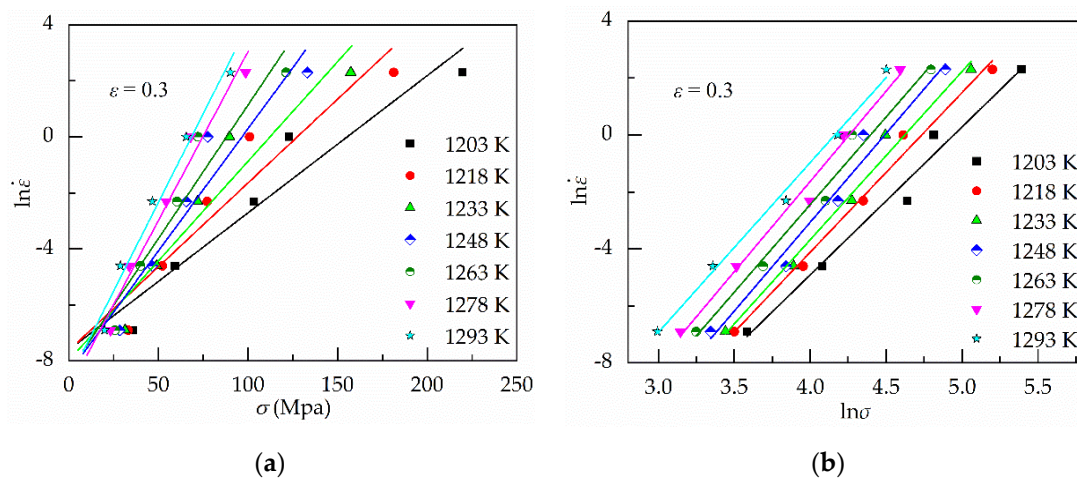 4
0
-4
-8
lnε̇
ε = 0.3
1203 K
1218 K
1233 K
1248 K
1263 K
1278 K
1293 K
0 50 100 150 200 250
σ (Mpa)
(a)
4
0
-4
-8
lnε̇
ε = 0.3
1203 K
1218 K
1233 K
1248 K
1263 K
1278 K
1293 K
3.0 3.5 4.0 4.5 5.0 5.5
lnσ
(b)